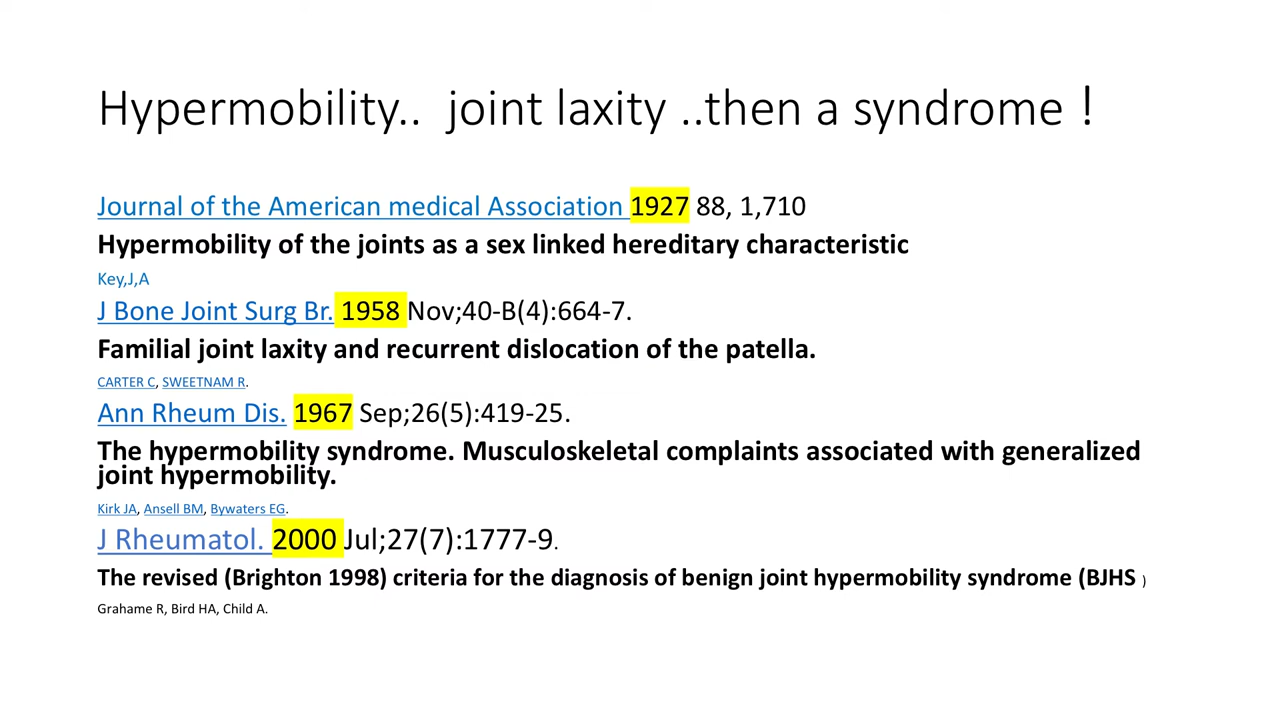 Hypermobility.. joint laxity ..then a syndrome !
Journal of the American medical Association 1927 88, 1,710
Hypermobility of the joints as a sex linked hereditary characteristic
Key,J,A
J Bone Joint Surg Br. 1958 Nov;40-B(4):664-7.
Familial joint laxity and recurrent dislocation of the patella.
CARTER C, SWEETNAM R.
Ann Rheum Dis. 1967 Sep;26(5):419-25.
The hypermobility syndrome. Musculoskeletal complaints associated with generalized
joint hypermobility.
Kirk JA, Ansell BM, Bywaters EG.
J Rheumatol. 2000 Jul;27(7):1777-9.
The revised (Brighton 1998) criteria for the diagnosis of benign joint hypermobility syndrome (BJHS )
Grahame R, Bird HA, Child A.